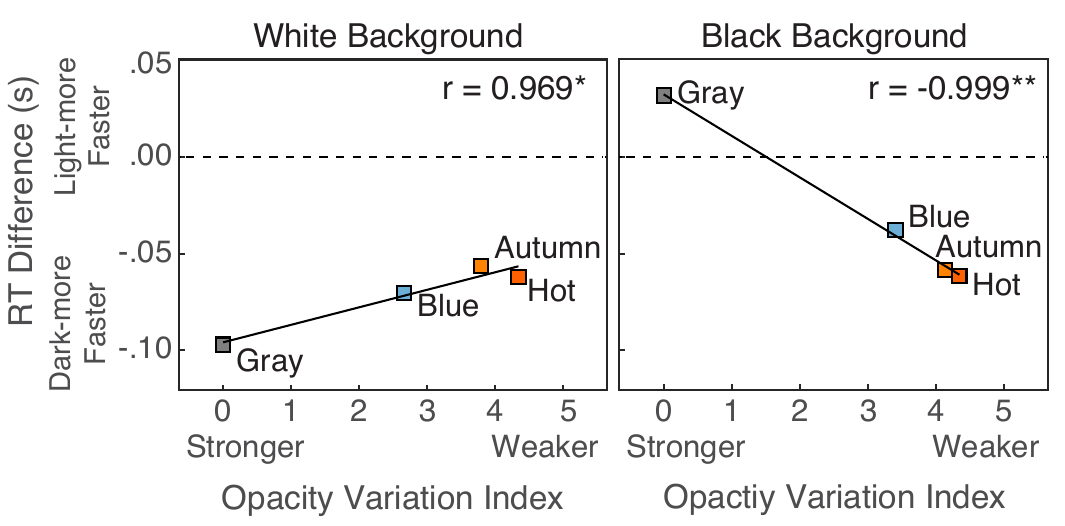 White Background
Black Background
RT Difference (s)
Light-more
Faster
Dark-more
Faster
.05
.00
-.05
-.10
r = 0.969*
Autumn
Hot
Blue
Gray
0 1 2 3 4 5
Stronger Weaker
Opacity Variation Index
r = -0.999**
Gray
Blue
Autumn
Hot
0 1 2 3 4 5
Stronger Weaker
Opactiy Variation Index